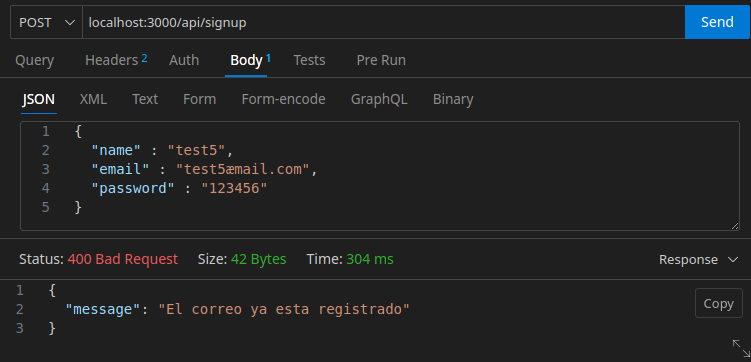 POST localhost:3000/api/signup Send
Query Headers 2 Auth Body 1 Tests Pre Run
JSON XML Text Form Form-encode GraphQL Binary
1 {
2 "name" : "test5",
3 "email" : "test5æmail.com",
4 "password" : "123456"
5 }
Status: 400 Bad Request Size: 42 Bytes Time: 304 ms Response
1 {
2 "message": "El correo ya esta registrado"
3 }
Copy